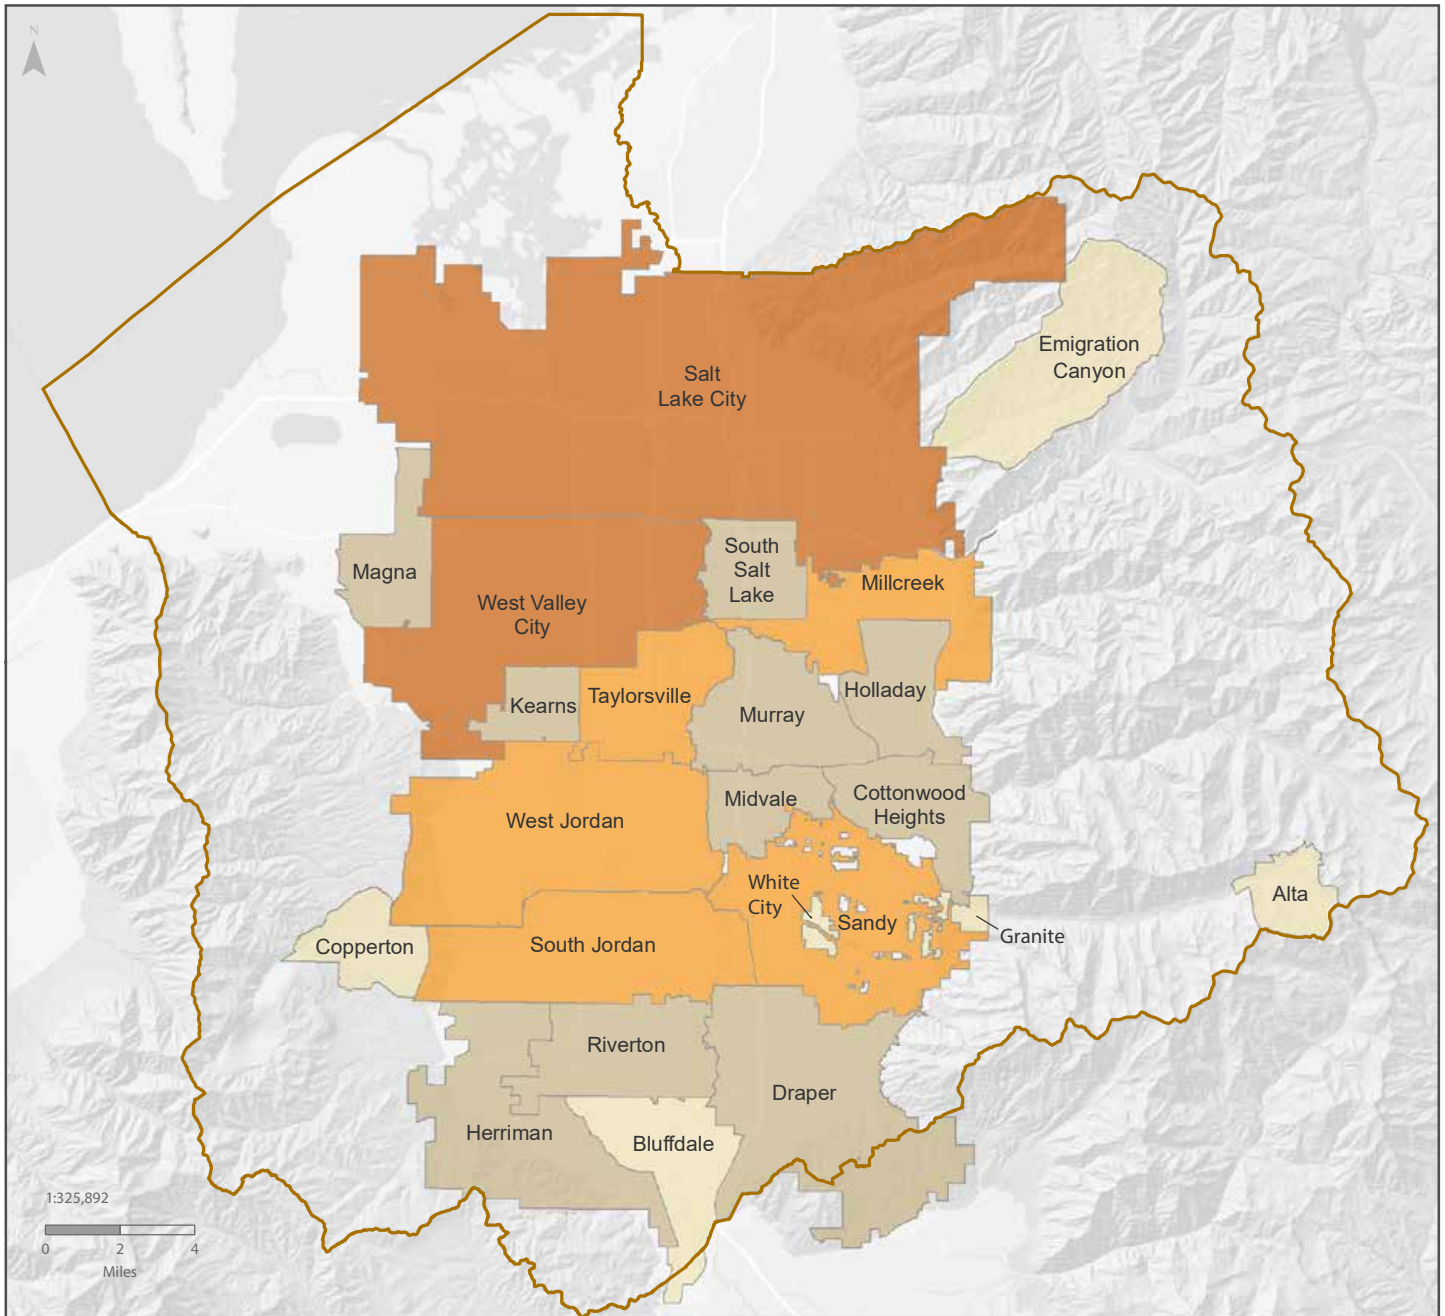 N
Emigration
Canyon
Salt
Lake City
South
Salt
Lake
Magna
Millcreek
West Valley
City
Kearns
Taylorsville
Holladay
Murray
Midvale
Cottonwood
Heights
West Jordan
White
City
Sandy
Alta
Granite
Copperton
South Jordan
Riverton
Draper
Herriman
Bluffdale
1:325,892
0 2 4
Miles